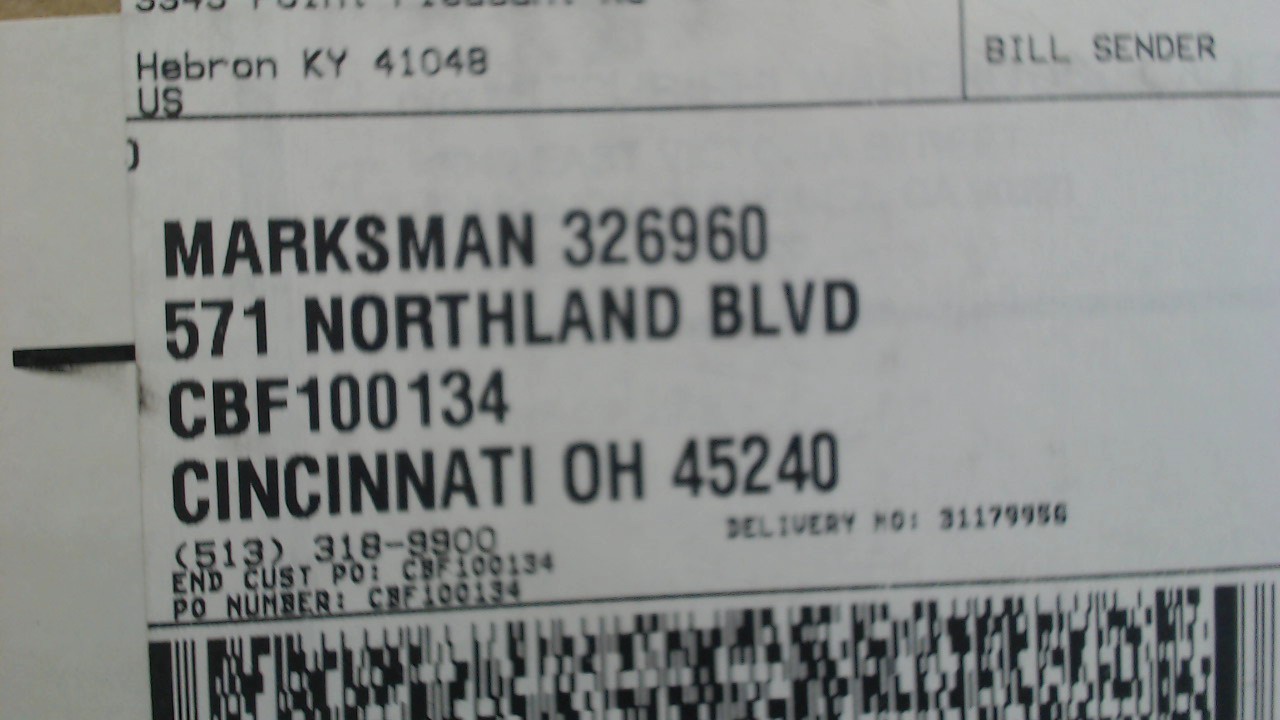 Hebron KY 41048
BILL SENDER
US
MARKSMAN 326960
571 NORTHLAND BLVD
CBF100134
CINCINNATI OH 45240
DELIVERY NO: 31179956
(513) 318-9900
END CUST PO: CBF100134
PO NUMBER: CBF100134